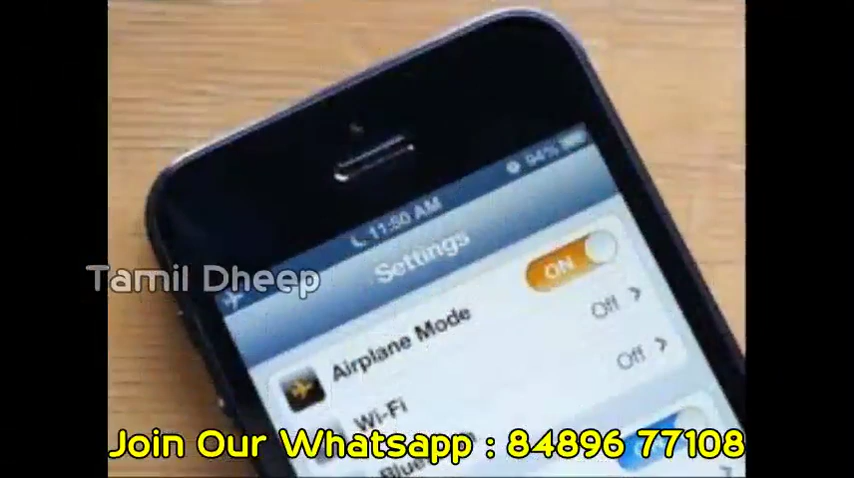 94%
11:50 AM
Settings
Tamil Dheep
Airplane Mode
ON
Wi-Fi
Off
Bluetooth
Off
Join Our Whatsapp : 84896 77108